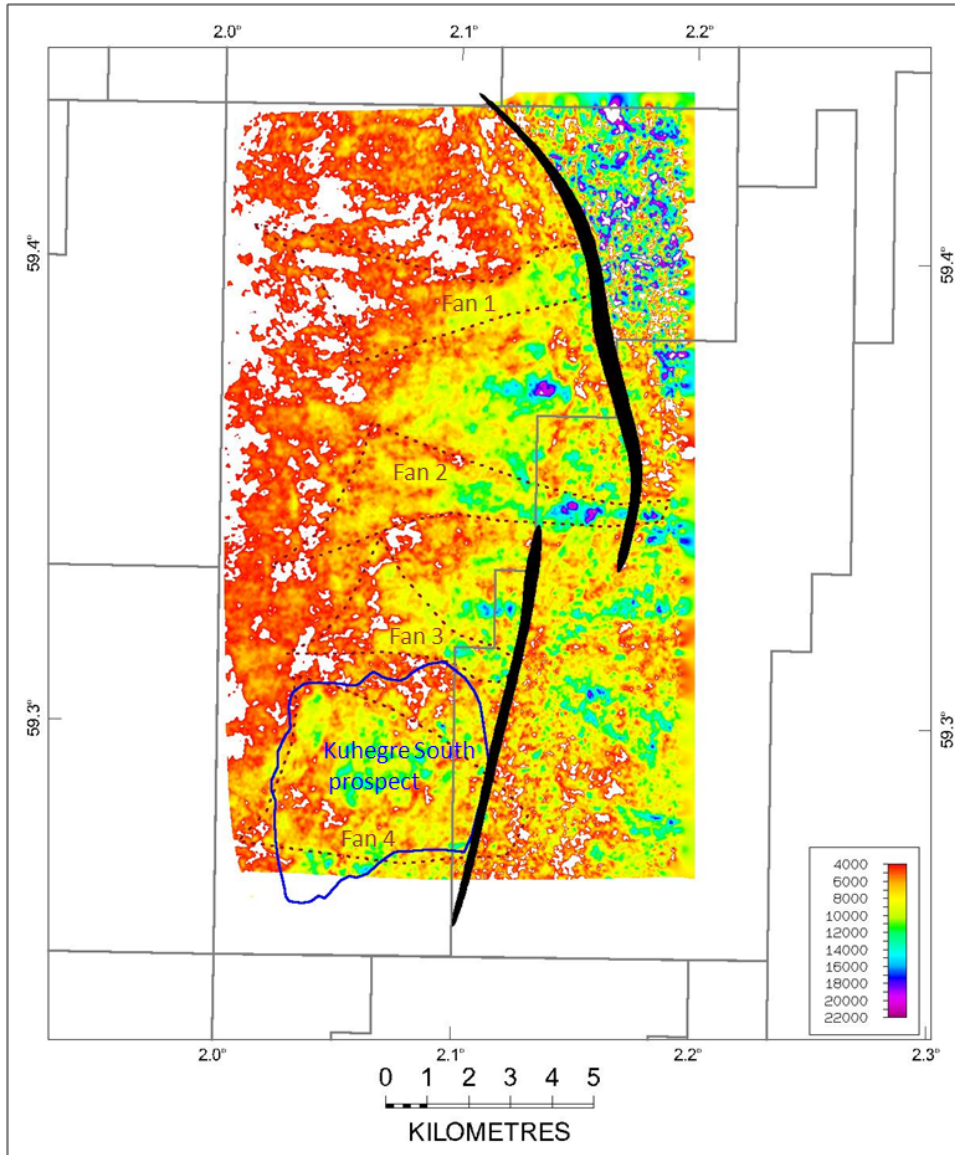 2.0°
2.1°
2.2°
59.4°
59.4°
Fan 1
Fan 2
Fan 3
59.3°
59.3°
Kuhegre South
prospect
Fan 4
4000
6000
8000
10000
12000
14000
16000
18000
20000
22000
2.0°
2.1°
2.2°
2.3°
0 1 2 3 4 5
KILOMETRES